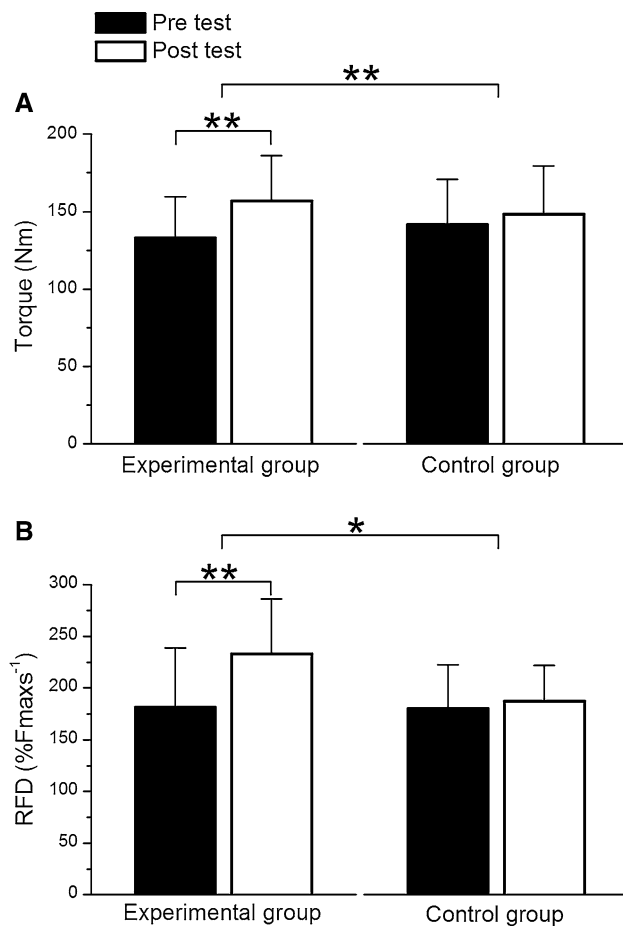 Pre test
Post test
**
A
**
200
150
100
50
0
Torque (Nm)
Experimental group
Control group
B
*
**
300
250
200
150
100
50
0
RFD (%Fmaxs⁻¹)
Experimental group
Control group